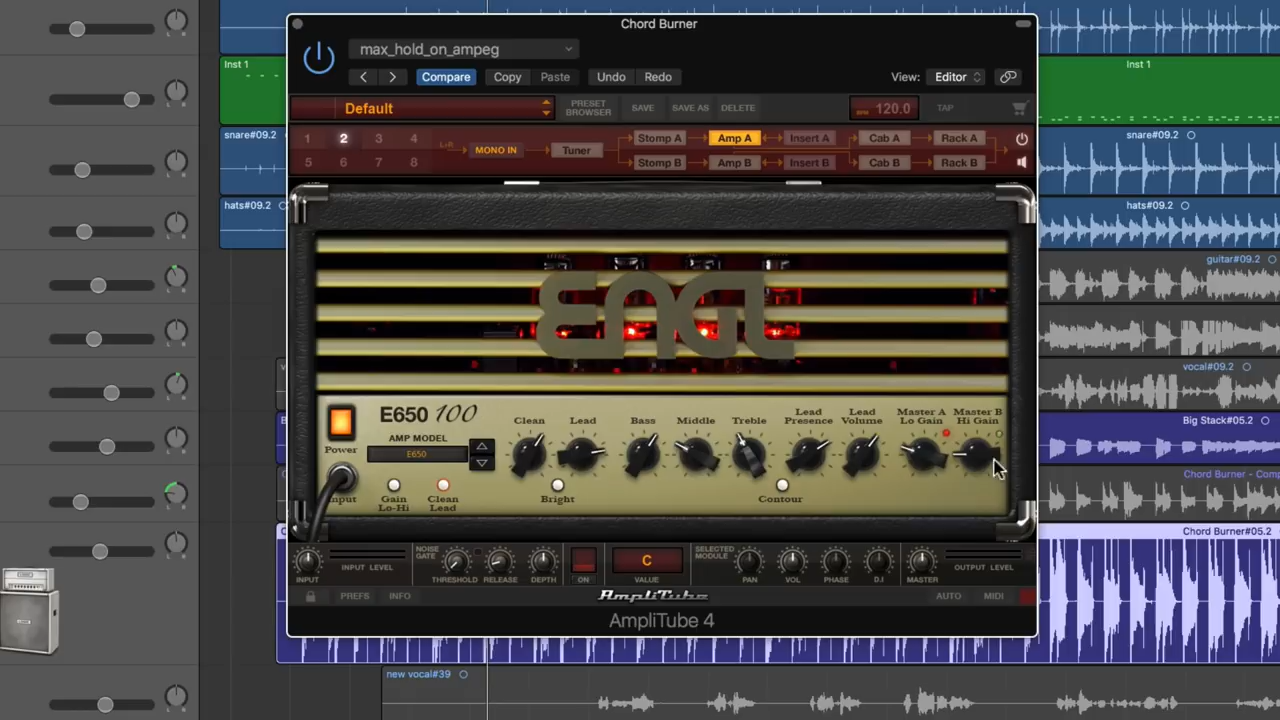 Chord Burner
max_hold_on_ampeg
Compare Copy Paste Undo Redo View: Editor
Default PRESET BROWSER SAVE SAVE AS DELETE BPM 120.0 TAP
1 2 3 4
5 6 7 8
MONO IN Tuner
Stomp A Amp A Insert A Cab A Rack A
Stomp B Amp B Insert B Cab B Rack B
ENGL
E650 100
AMP MODEL
E650
Power
Input
Gain Lo-Hi
Clean Lead
Clean Lead Bass Middle Treble Lead Presence Lead Volume Master A Lo Gain Master B Hi Gain
Bright Contour
INPUT INPUT LEVEL NOISE GATE THRESHOLD RELEASE DEPTH ON C VALUE SELECTED MODULE PAN VOL PHASE D.I MASTER OUTPUT LEVEL
PREFS INFO AmpliTube AUTO MIDI
AmpliTube 4
Inst 1
snare#09.2
hats#09.2
Inst 1
snare#09.2
hats#09.2
guitar#09.2
vocal#09.2
Big Stack#05.2
Chord Burner - Comp
Chord Burner#05.2
new vocal#39